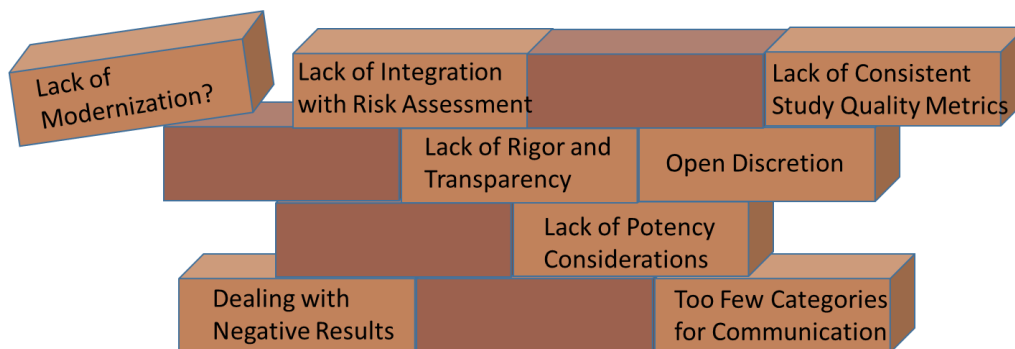 Lack of
Modernization?
Lack of Integration
with Risk Assessment
Lack of Consistent
Study Quality Metrics
Lack of Rigor and
Transparency
Open Discretion
Lack of Potency
Considerations
Dealing with
Negative Results
Too Few Categories
for Communication